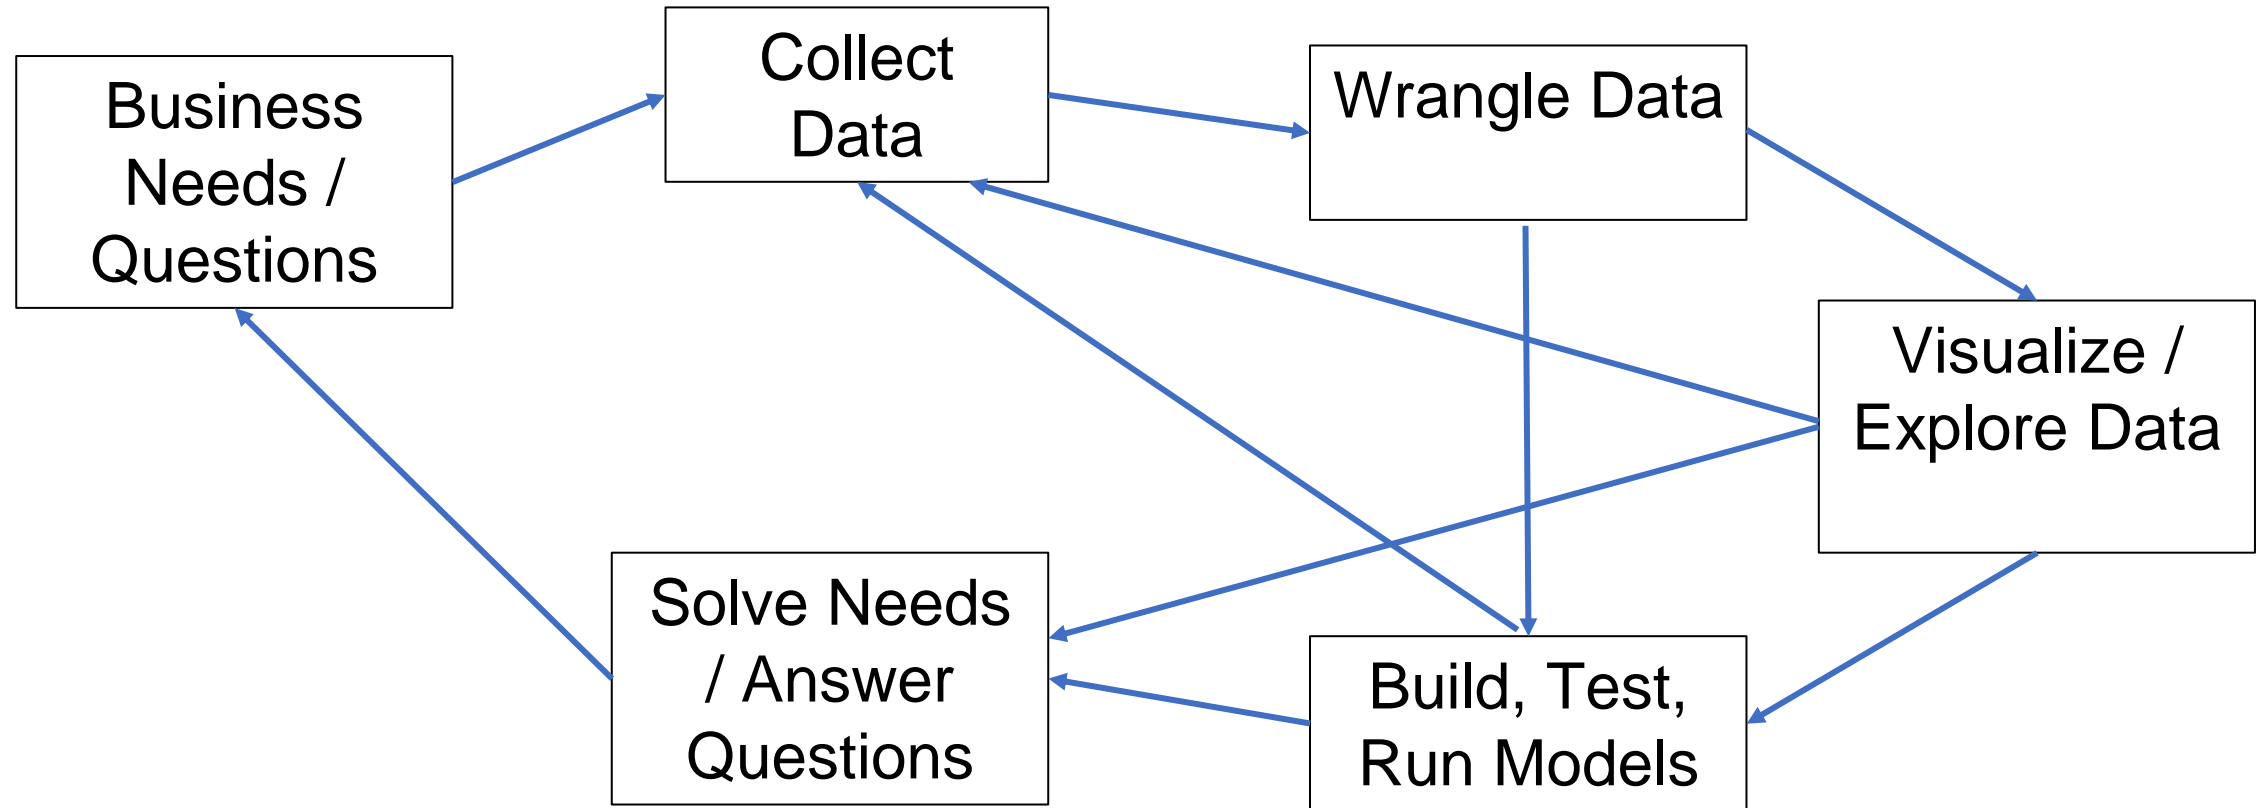 Business
Needs /
Questions
Collect
Data
Wrangle Data
Visualize /
Explore Data
Build, Test,
Run Models
Solve Needs
/ Answer
Questions